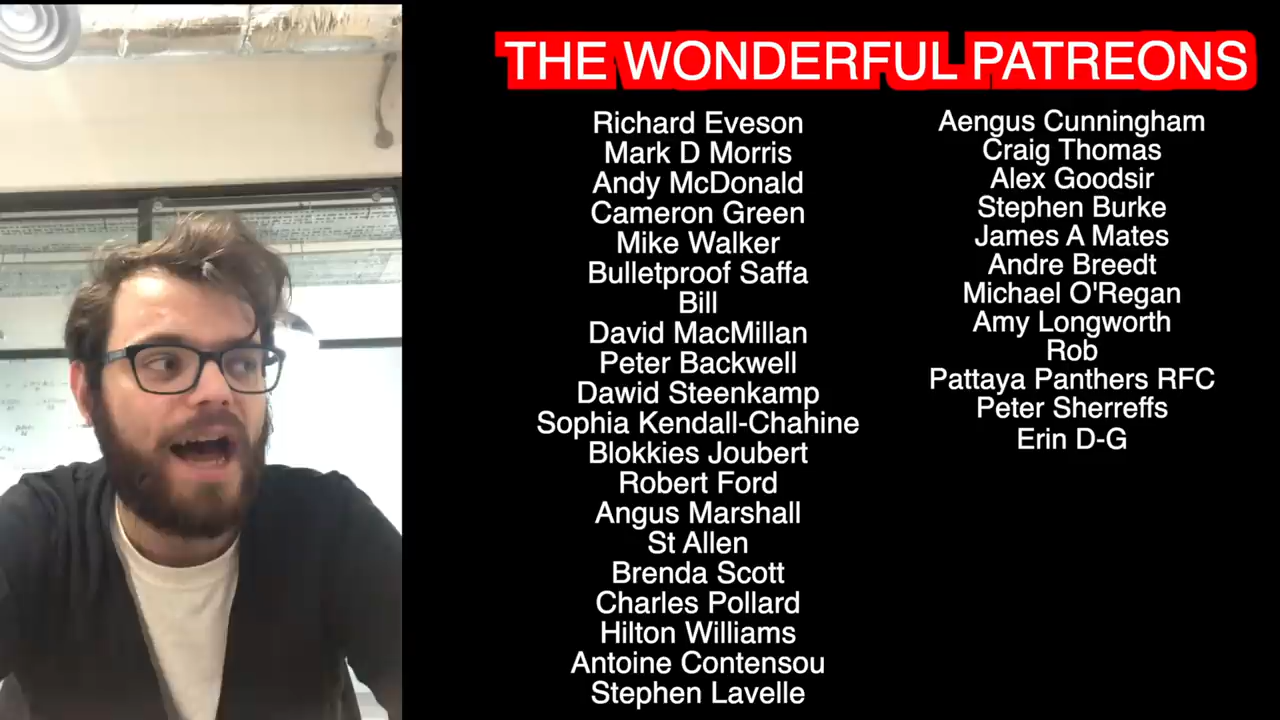 THE WONDERFUL PATREONS
Richard Eveson
Mark D Morris
Andy McDonald
Cameron Green
Mike Walker
Bulletproof Saffa
Bill
David MacMillan
Peter Backwell
Dawid Steenkamp
Sophia Kendall-Chahine
Blokkies Joubert
Robert Ford
Angus Marshall
St Allen
Brenda Scott
Charles Pollard
Hilton Williams
Antoine Contensou
Stephen Lavelle
Aengus Cunningham
Craig Thomas
Alex Goodsir
Stephen Burke
James A Mates
Andre Breedt
Michael O'Regan
Amy Longworth
Rob
Pattaya Panthers RFC
Peter Sherreffs
Erin D-G